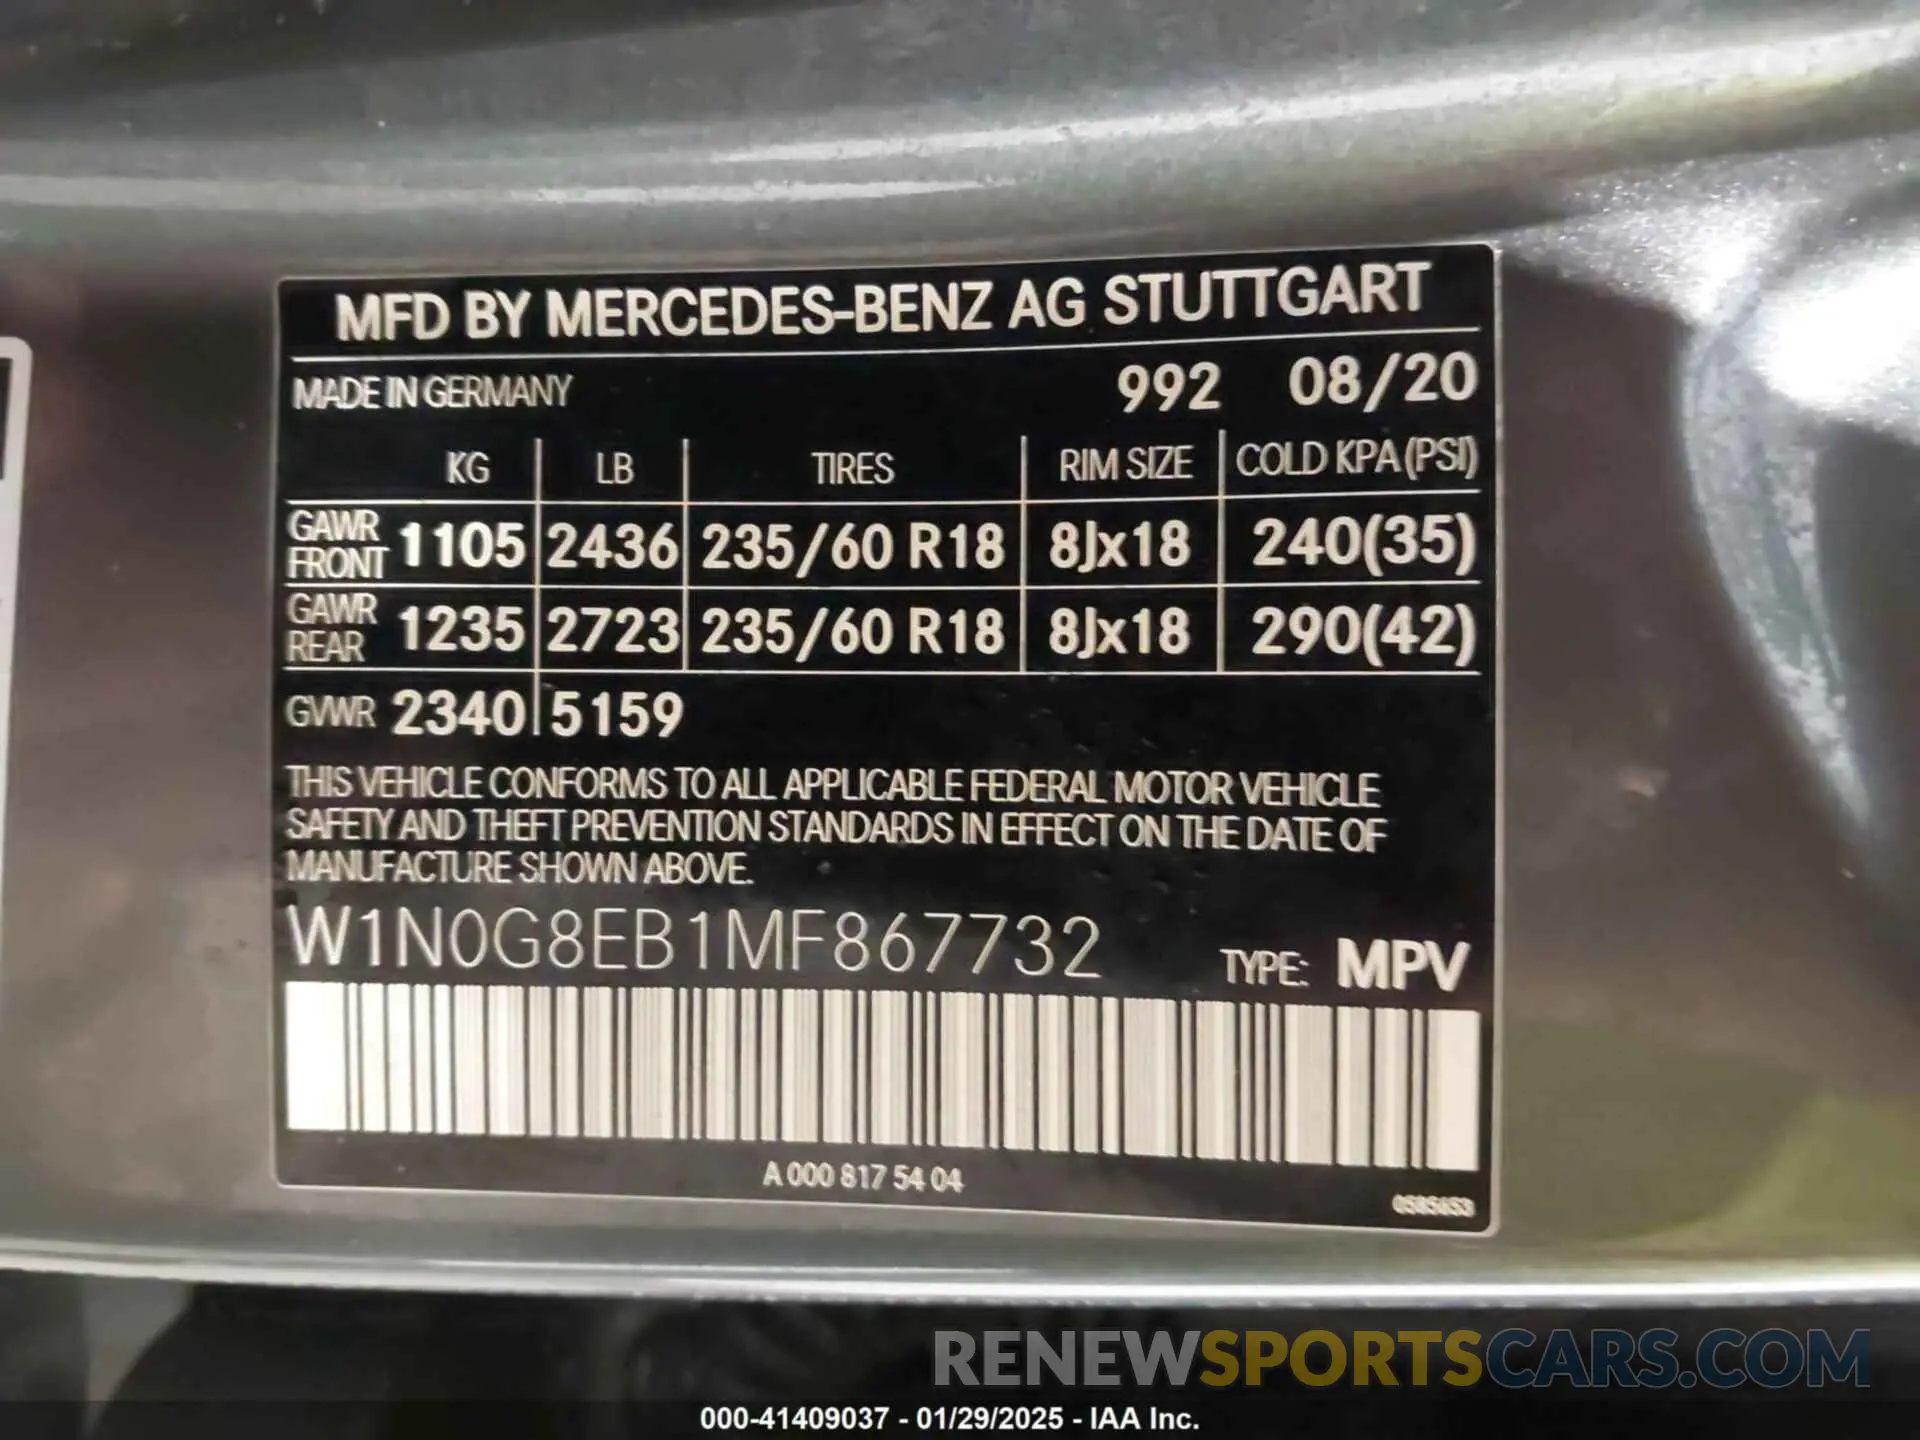 MFD BY MERCEDES-BENZ AG STUTTGART
MADE IN GERMANY 992 08/20
KG LB TIRES RIM SIZE COLD KPA (PSI)
GAWR FRONT 1105 2436 235/60 R18 8Jx18 240(35)
GAWR REAR 1235 2723 235/60 R18 8Jx18 290(42)
GVWR 2340 5159
THIS VEHICLE CONFORMS TO ALL APPLICABLE FEDERAL MOTOR VEHICLE
SAFETY AND THEFT PREVENTION STANDARDS IN EFFECT ON THE DATE OF
MANUFACTURE SHOWN ABOVE.
W1N0G8EB1MF867732 TYPE: MPV
A 000 817 54 04
0585653
RENEWSPORTSCARS.COM
000-41409037 - 01/29/2025 - IAA Inc.